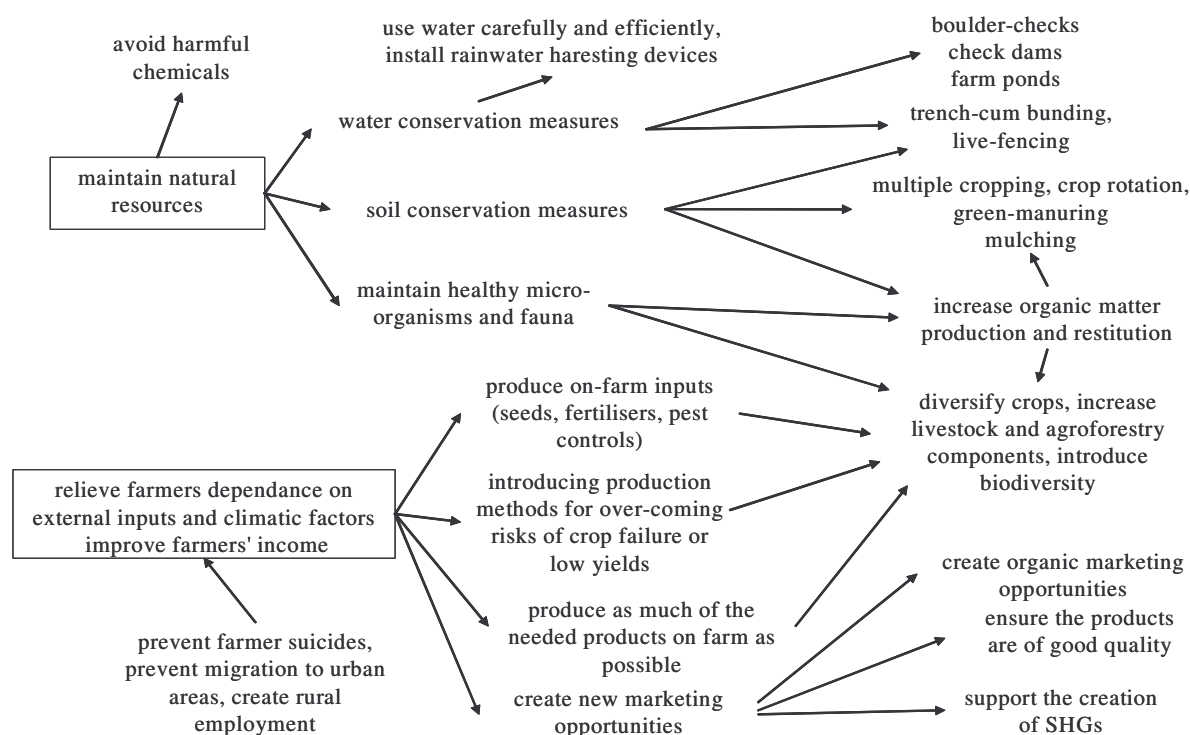 avoid harmful
chemicals
use water carefully and efficiently,
install rainwater haresting devices
boulder-checks
check dams
farm ponds
water conservation measures
trench-cum bunding,
live-fencing
maintain natural
resources
soil conservation measures
multiple cropping, crop rotation,
green-manuring
mulching
maintain healthy micro-
organisms and fauna
increase organic matter
production and restitution
produce on-farm inputs
(seeds, fertilisers, pest
controls)
diversify crops, increase
livestock and agroforestry
components, introduce
biodiversity
relieve farmers dependance on
external inputs and climatic factors
improve farmers' income
introducing production
methods for over-coming
risks of crop failure or
low yields
create organic marketing
opportunities
ensure the products
are of good quality
produce as much of the
needed products on farm as
possible
prevent farmer suicides,
prevent migration to urban
areas, create rural
employment
create new marketing
opportunities
support the creation
of SHGs